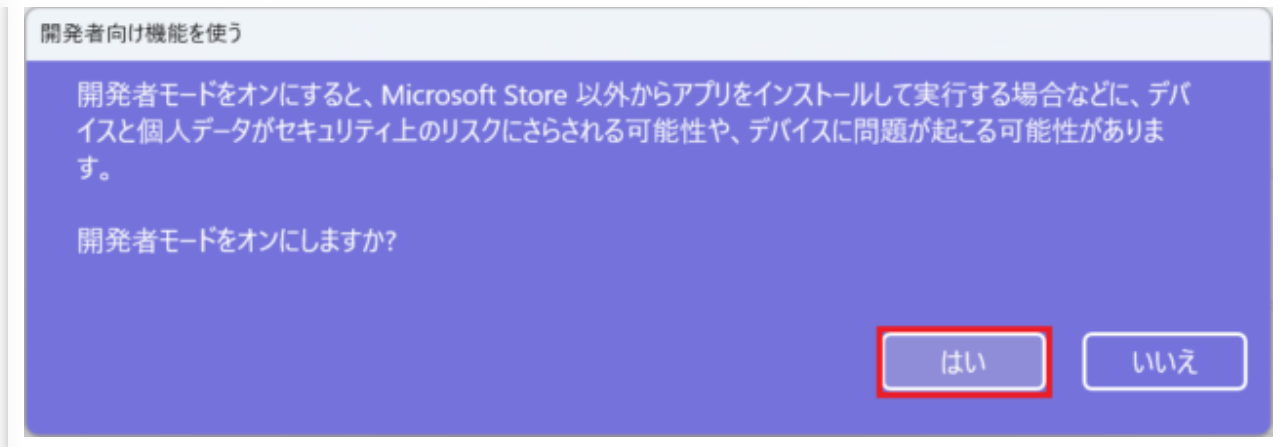 開発者向け機能を使う
開発者モードをオンにすると、Microsoft Store 以外からアプリをインストールして実行する場合などに、デバ
イスと個人データがセキュリティ上のリスクにさらされる可能性や、デバイスに問題が起こる可能性がありま
す。
開発者モードをオンにしますか?
はい
いいえ